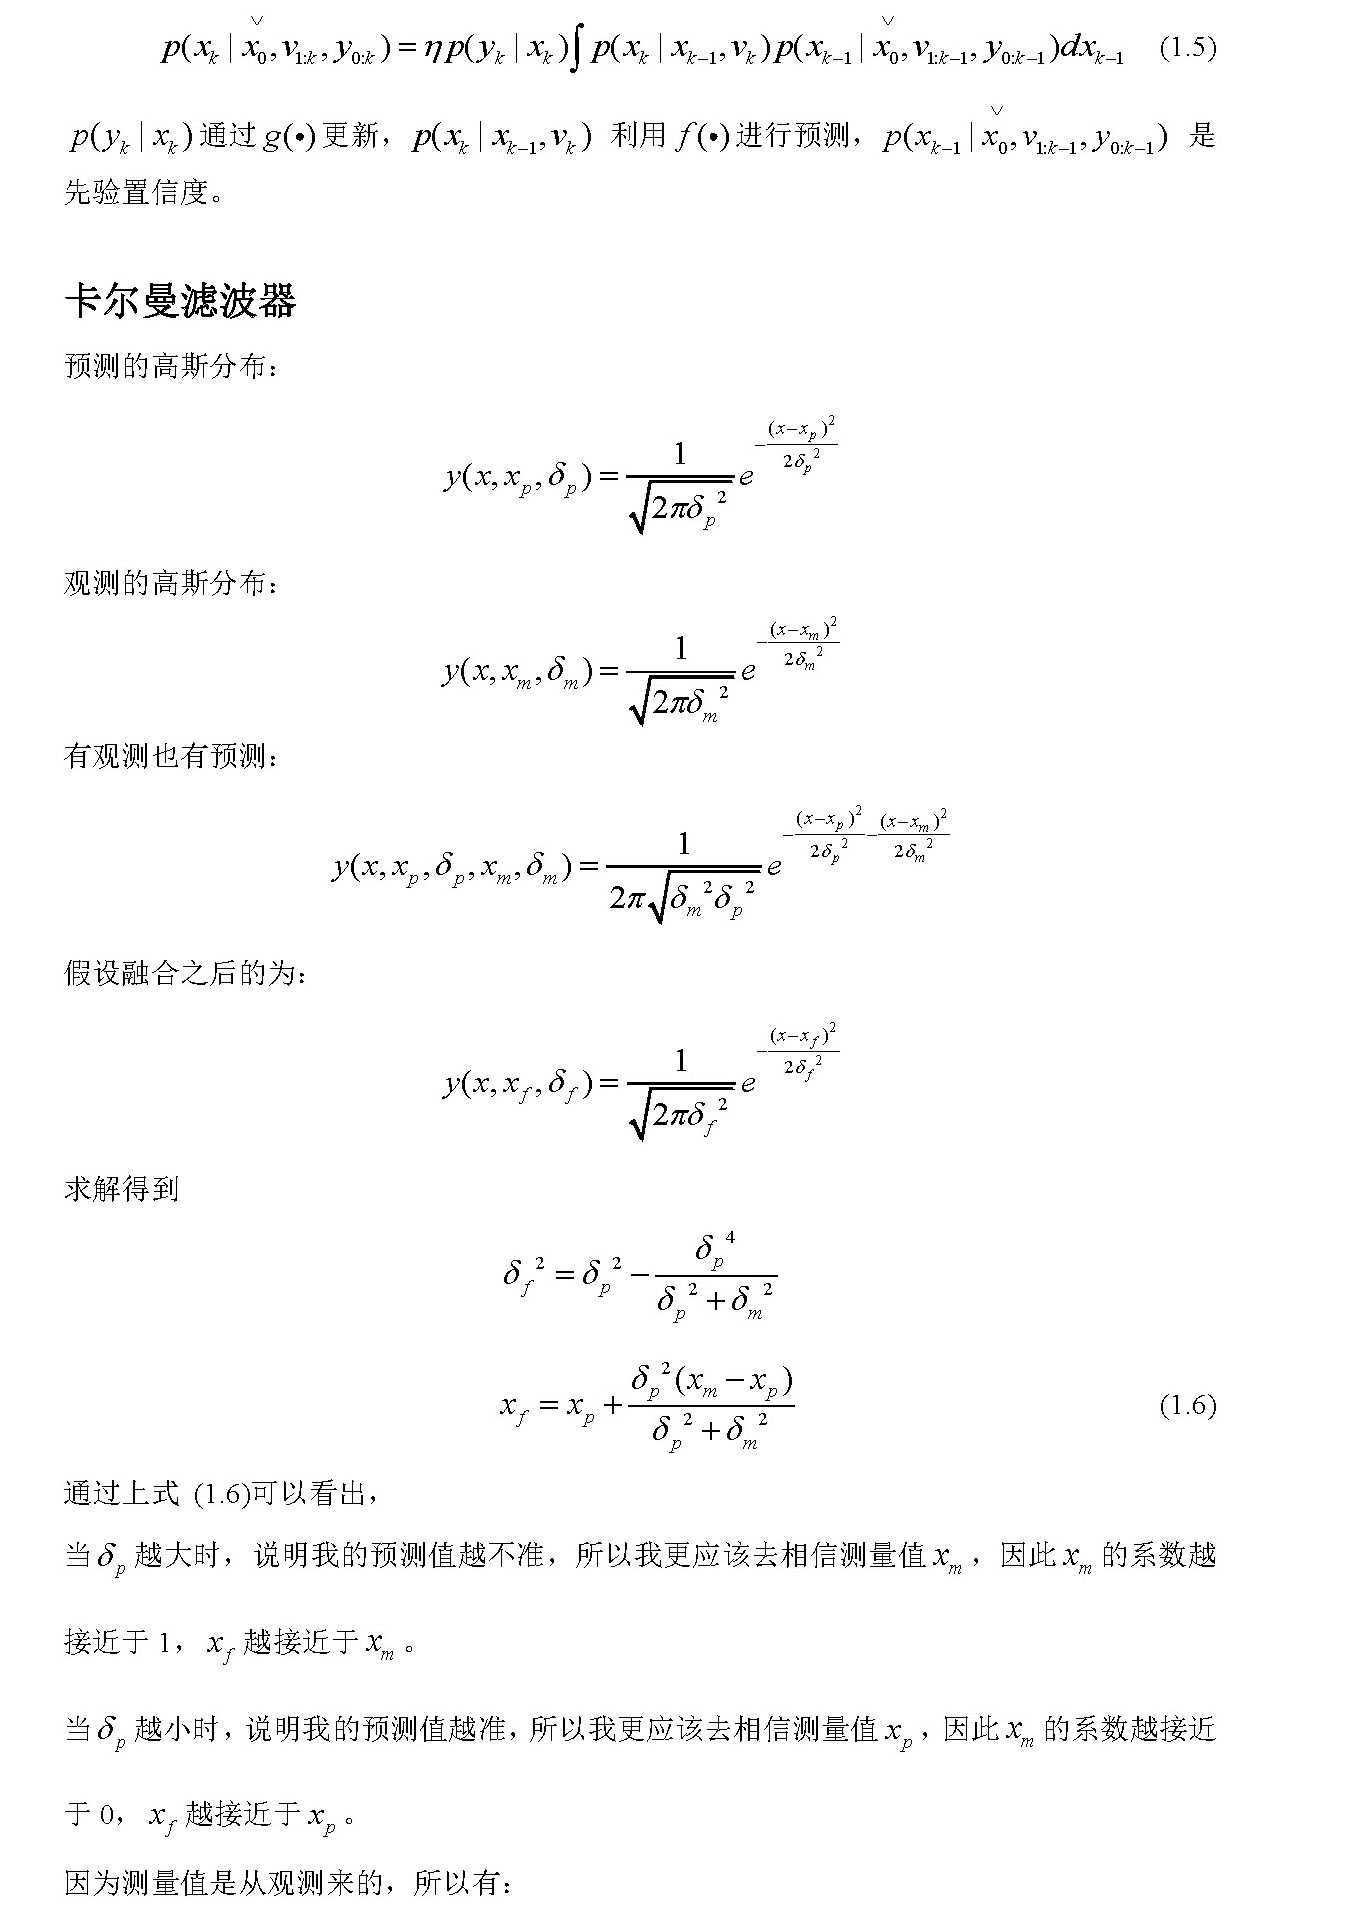 $p(x_k \mid \overset{\vee}{x_0}, v_{1:k}, y_{0:k}) = \eta p(y_k \mid x_k) \int p(x_k \mid x_{k-1}, v_k) p(x_{k-1} \mid \overset{\vee}{x_0}, v_{1:k-1}, y_{0:k-1}) dx_{k-1}$ (1.5)
$p(y_k \mid x_k)$通过$g(\bullet)$更新，$p(x_k \mid x_{k-1}, v_k)$ 利用$f(\bullet)$进行预测，$p(x_{k-1} \mid \overset{\vee}{x_0}, v_{1:k-1}, y_{0:k-1})$ 是
先验置信度。
卡尔曼滤波器
预测的高斯分布：
$y(x, x_p, \delta_p) = \frac{1}{\sqrt{2\pi\delta_p^2}} e^{-\frac{(x-x_p)^2}{2\delta_p^2}}$
观测的高斯分布：
$y(x, x_m, \delta_m) = \frac{1}{\sqrt{2\pi\delta_m^2}} e^{-\frac{(x-x_m)^2}{2\delta_m^2}}$
有观测也有预测：
$y(x, x_p, \delta_p, x_m, \delta_m) = \frac{1}{2\pi\sqrt{\delta_m^2\delta_p^2}} e^{-\frac{(x-x_p)^2}{2\delta_p^2}-\frac{(x-x_m)^2}{2\delta_m^2}}$
假设融合之后的为：
$y(x, x_f, \delta_f) = \frac{1}{\sqrt{2\pi\delta_f^2}} e^{-\frac{(x-x_f)^2}{2\delta_f^2}}$
求解得到
$\delta_f^2 = \delta_p^2 - \frac{\delta_p^4}{\delta_p^2 + \delta_m^2}$
$x_f = x_p + \frac{\delta_p^2(x_m - x_p)}{\delta_p^2 + \delta_m^2}$ (1.6)
通过上式 (1.6)可以看出，
当$\delta_p$越大时，说明我的预测值越不准，所以我更应该去相信测量值$x_m$，因此$x_m$的系数越
接近于 1，$x_f$越接近于$x_m$。
当$\delta_p$越小时，说明我的预测值越准，所以我更应该去相信测量值$x_p$，因此$x_m$的系数越接近
于 0，$x_f$越接近于$x_p$。
因为测量值是从观测来的，所以有：